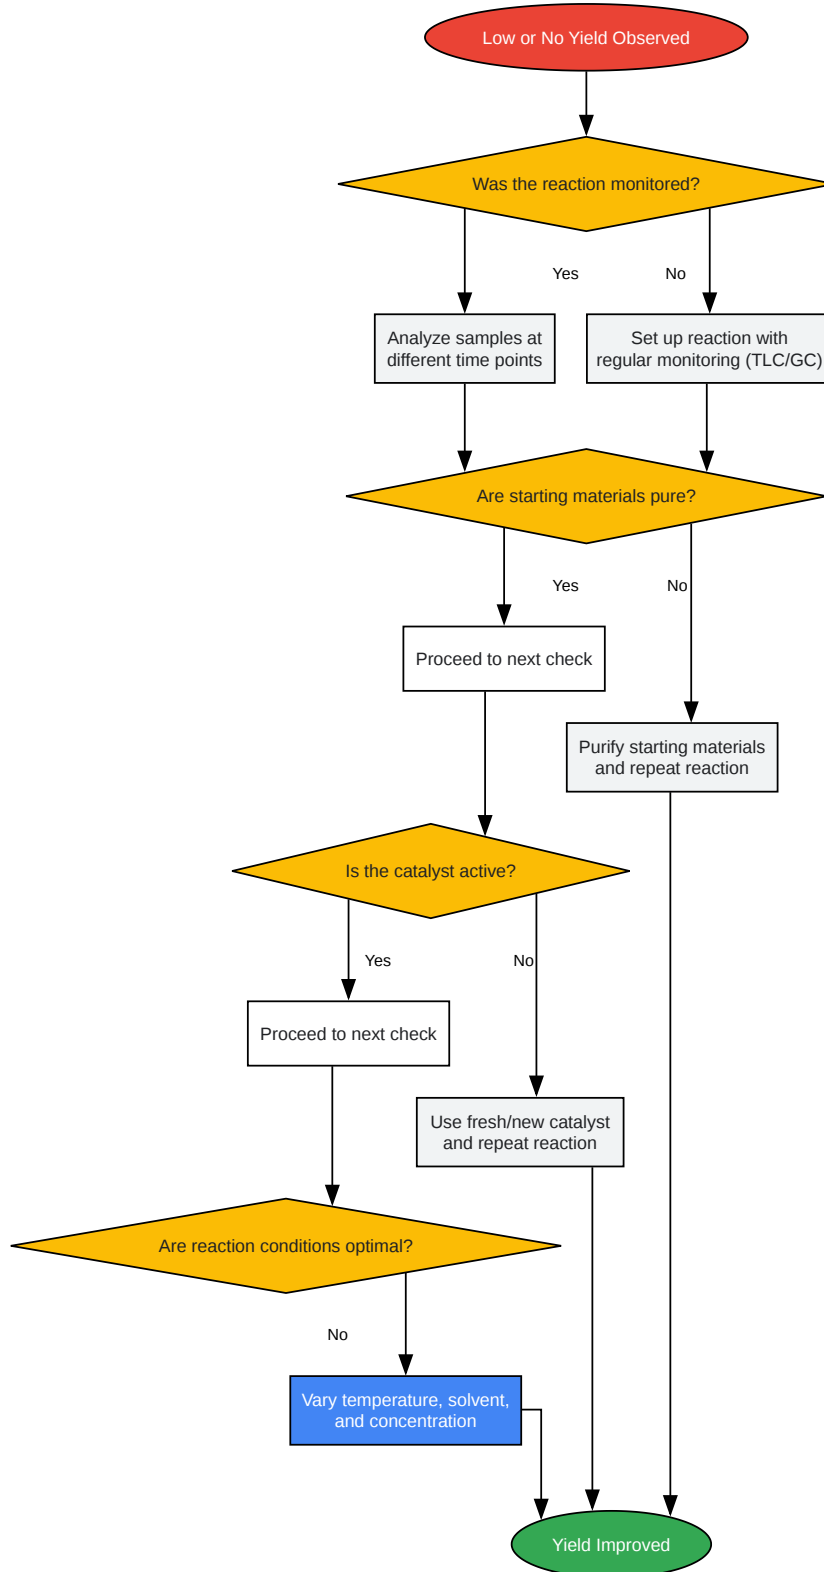 Low or No Yield Observed
Was the reaction monitored?
Yes
No
Analyze samples at
different time points
Set up reaction with
regular monitoring (TLC/GC)
Are starting materials pure?
Yes
No
Proceed to next check
Purify starting materials
and repeat reaction
Is the catalyst active?
Yes
No
Proceed to next check
Use fresh/new catalyst
and repeat reaction
Are reaction conditions optimal?
No
Vary temperature, solvent,
and concentration
Yield Improved